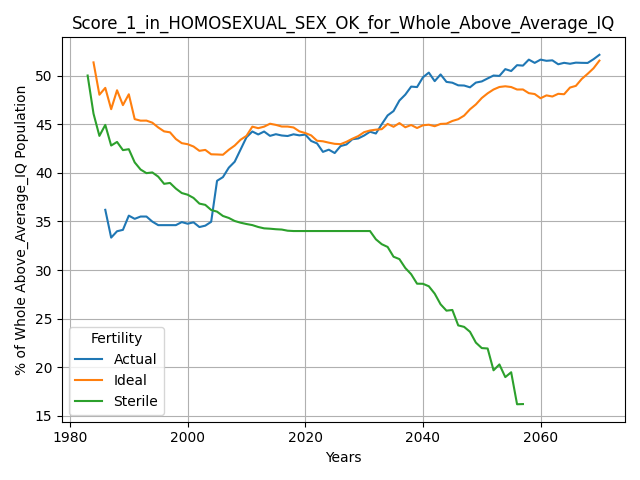 Score_1_in_HOMOSEXUAL_SEX_OK_for_Whole_Above_Average_IQ
% of Whole Above_Average_IQ Population
50
45
40
35
30
25
20
15
Fertility
Actual
Ideal
Sterile
1980
2000
2020
2040
2060
Years